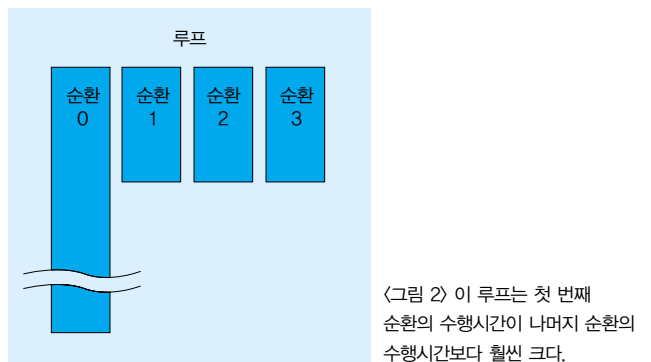 루프
순환 순환 순환 순환
0 1 2 3
〈그림 2〉 이 루프는 첫 번째
순환의 수행시간이 나머지 순환의
수행시간보다 훨씬 크다.